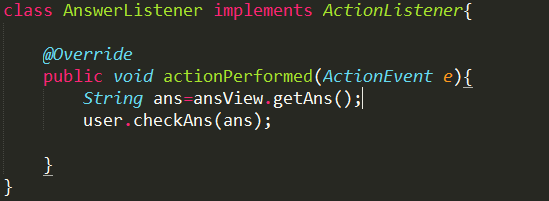 class AnswerListener implements ActionListener{
@Override
public void actionPerformed(ActionEvent e){
String ans=ansView.getAns();
user.checkAns(ans);
}
}